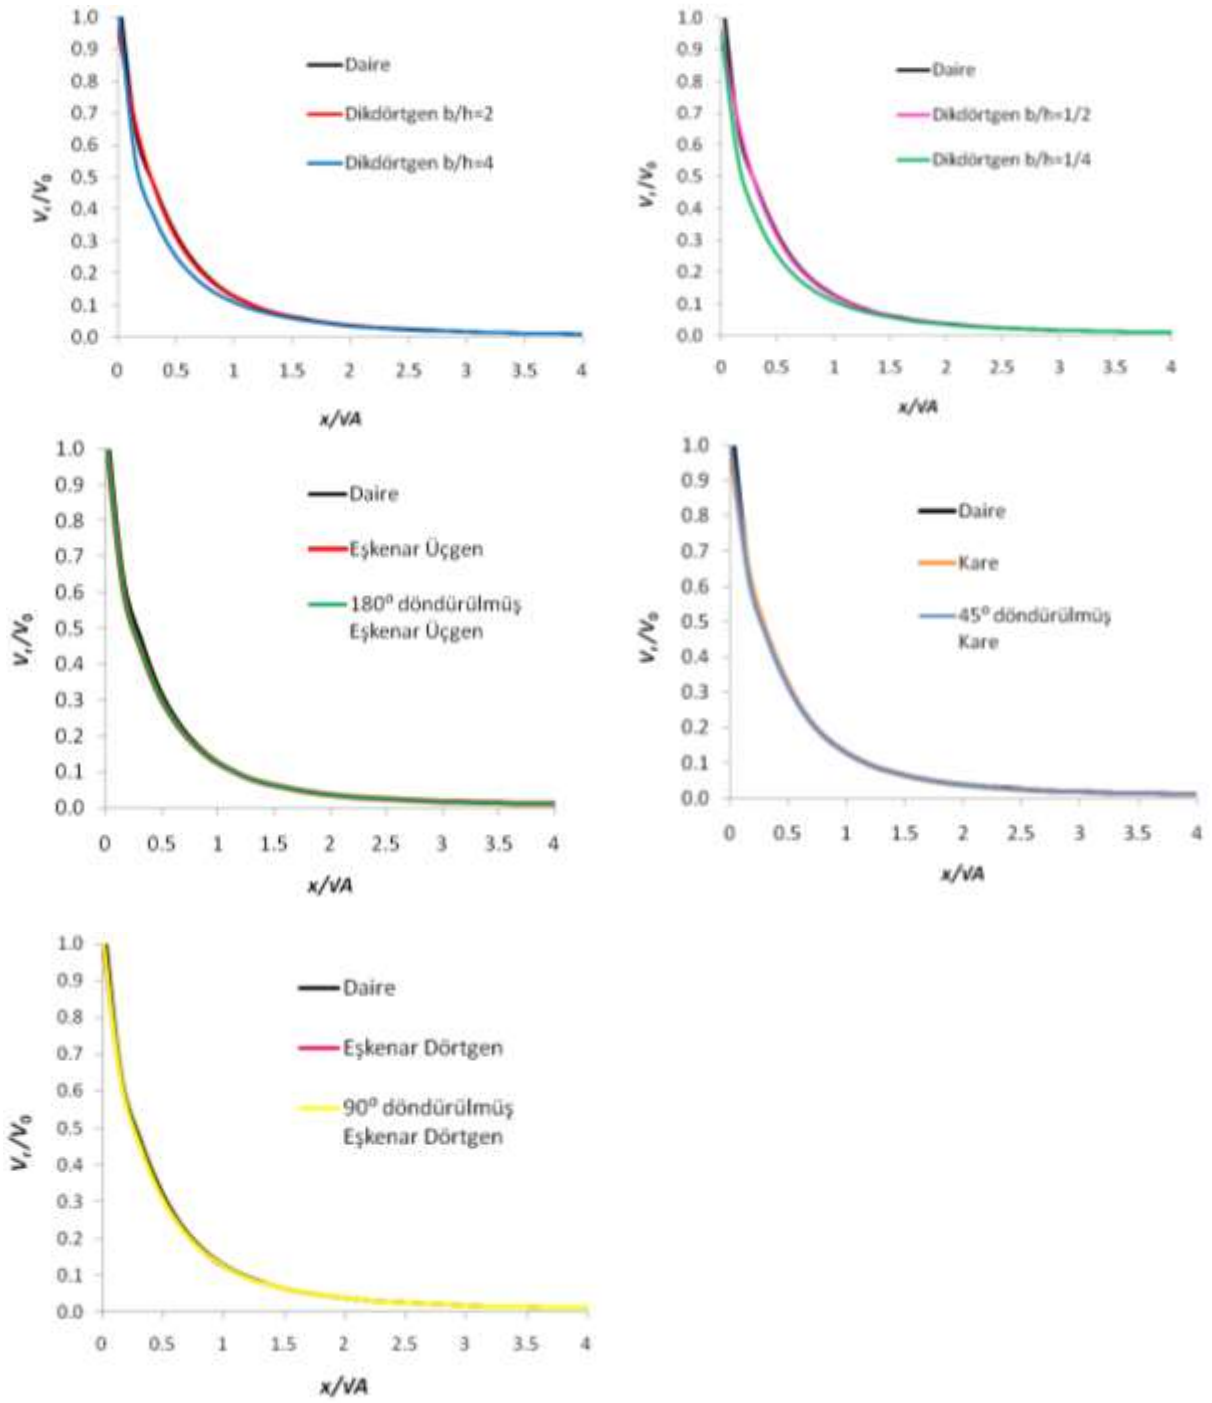 1.0
0.9
0.8
0.7
0.6
0.5
0.4
0.3
0.2
0.1
0.0
Vr/V0
Daire
Dikdörtgen b/h=2
Dikdörtgen b/h=4
0 0.5 1 1.5 2 2.5 3 3.5 4
x/√A
1.0
0.9
0.8
0.7
0.6
0.5
0.4
0.3
0.2
0.1
0.0
Vr/V0
Daire
Dikdörtgen b/h=1/2
Dikdörtgen b/h=1/4
0 0.5 1 1.5 2 2.5 3 3.5 4
x/√A
1.0
0.9
0.8
0.7
0.6
0.5
0.4
0.3
0.2
0.1
0.0
Vr/V0
Daire
Eşkenar Üçgen
180⁰ döndürülmüş
Eşkenar Üçgen
0 0.5 1 1.5 2 2.5 3 3.5 4
x/√A
1.0
0.9
0.8
0.7
0.6
0.5
0.4
0.3
0.2
0.1
0.0
Vr/V0
Daire
Kare
45⁰ döndürülmüş
Kare
0 0.5 1 1.5 2 2.5 3 3.5 4
x/√A
1.0
0.9
0.8
0.7
0.6
0.5
0.4
0.3
0.2
0.1
0.0
Vr/V0
Daire
Eşkenar Dörtgen
90⁰ döndürülmüş
Eşkenar Dörtgen
0 0.5 1 1.5 2 2.5 3 3.5 4
x/√A